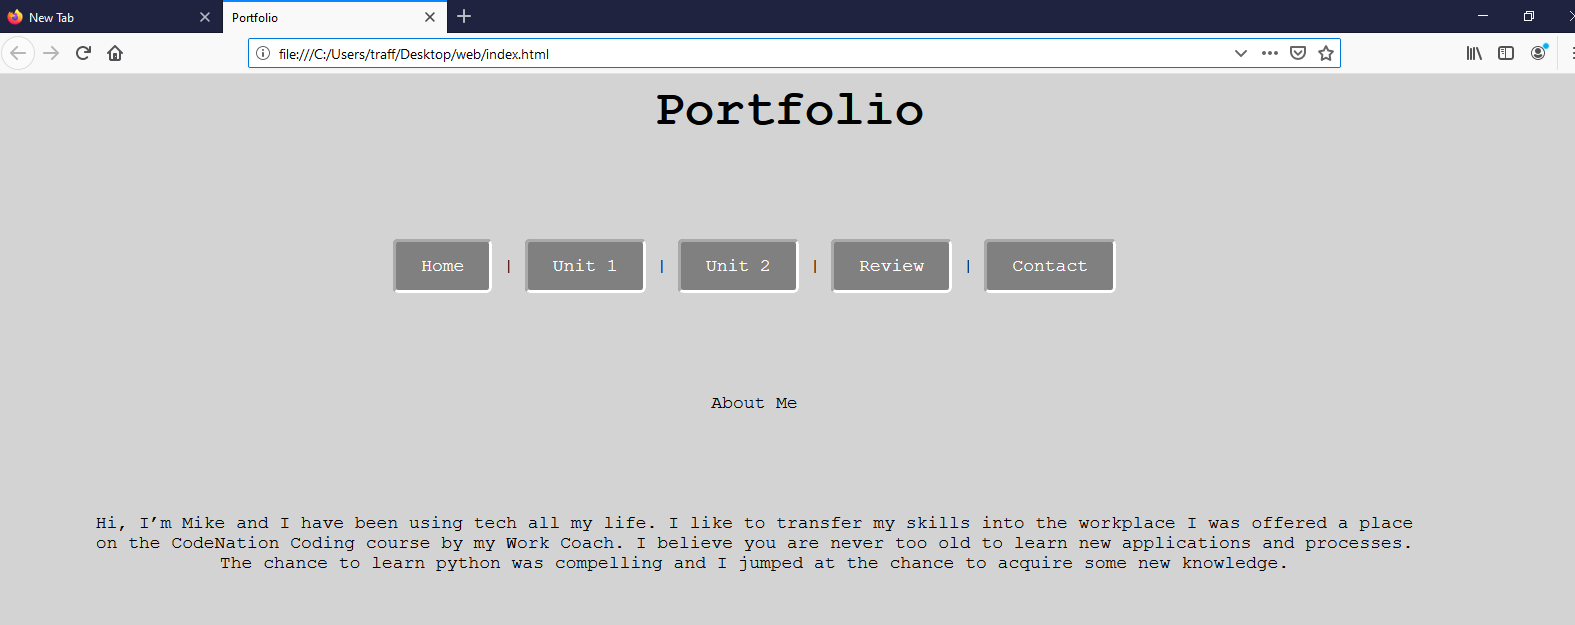 New Tab
Portfolio
file:///C:/Users/traff/Desktop/web/index.html
Portfolio
Home | Unit 1 | Unit 2 | Review | Contact
About Me
Hi, I’m Mike and I have been using tech all my life. I like to transfer my skills into the workplace I was offered a place
on the CodeNation Coding course by my Work Coach. I believe you are never too old to learn new applications and processes.
The chance to learn python was compelling and I jumped at the chance to acquire some new knowledge.